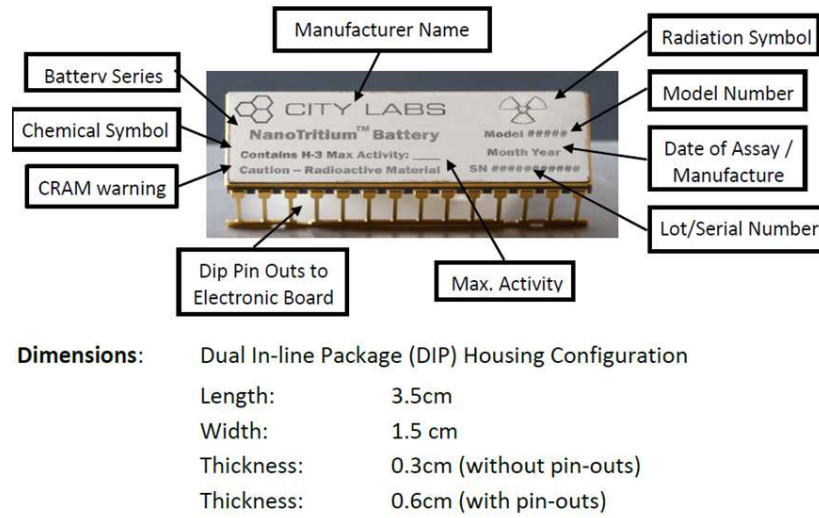 Manufacturer Name
Radiation Symbol
Battery Series
Model Number
Chemical Symbol
CITY LABS
NanoTritium™ Battery
Model #####
Contains H-3 Max Activity: ____
Month Year
Caution – Radioactive Material
SN ###########
Date of Assay /
Manufacture
CRAM warning
Lot/Serial Number
Dip Pin Outs to
Electronic Board
Max. Activity
Dimensions: Dual In-line Package (DIP) Housing Configuration
Length: 3.5cm
Width: 1.5 cm
Thickness: 0.3cm (without pin-outs)
Thickness: 0.6cm (with pin-outs)